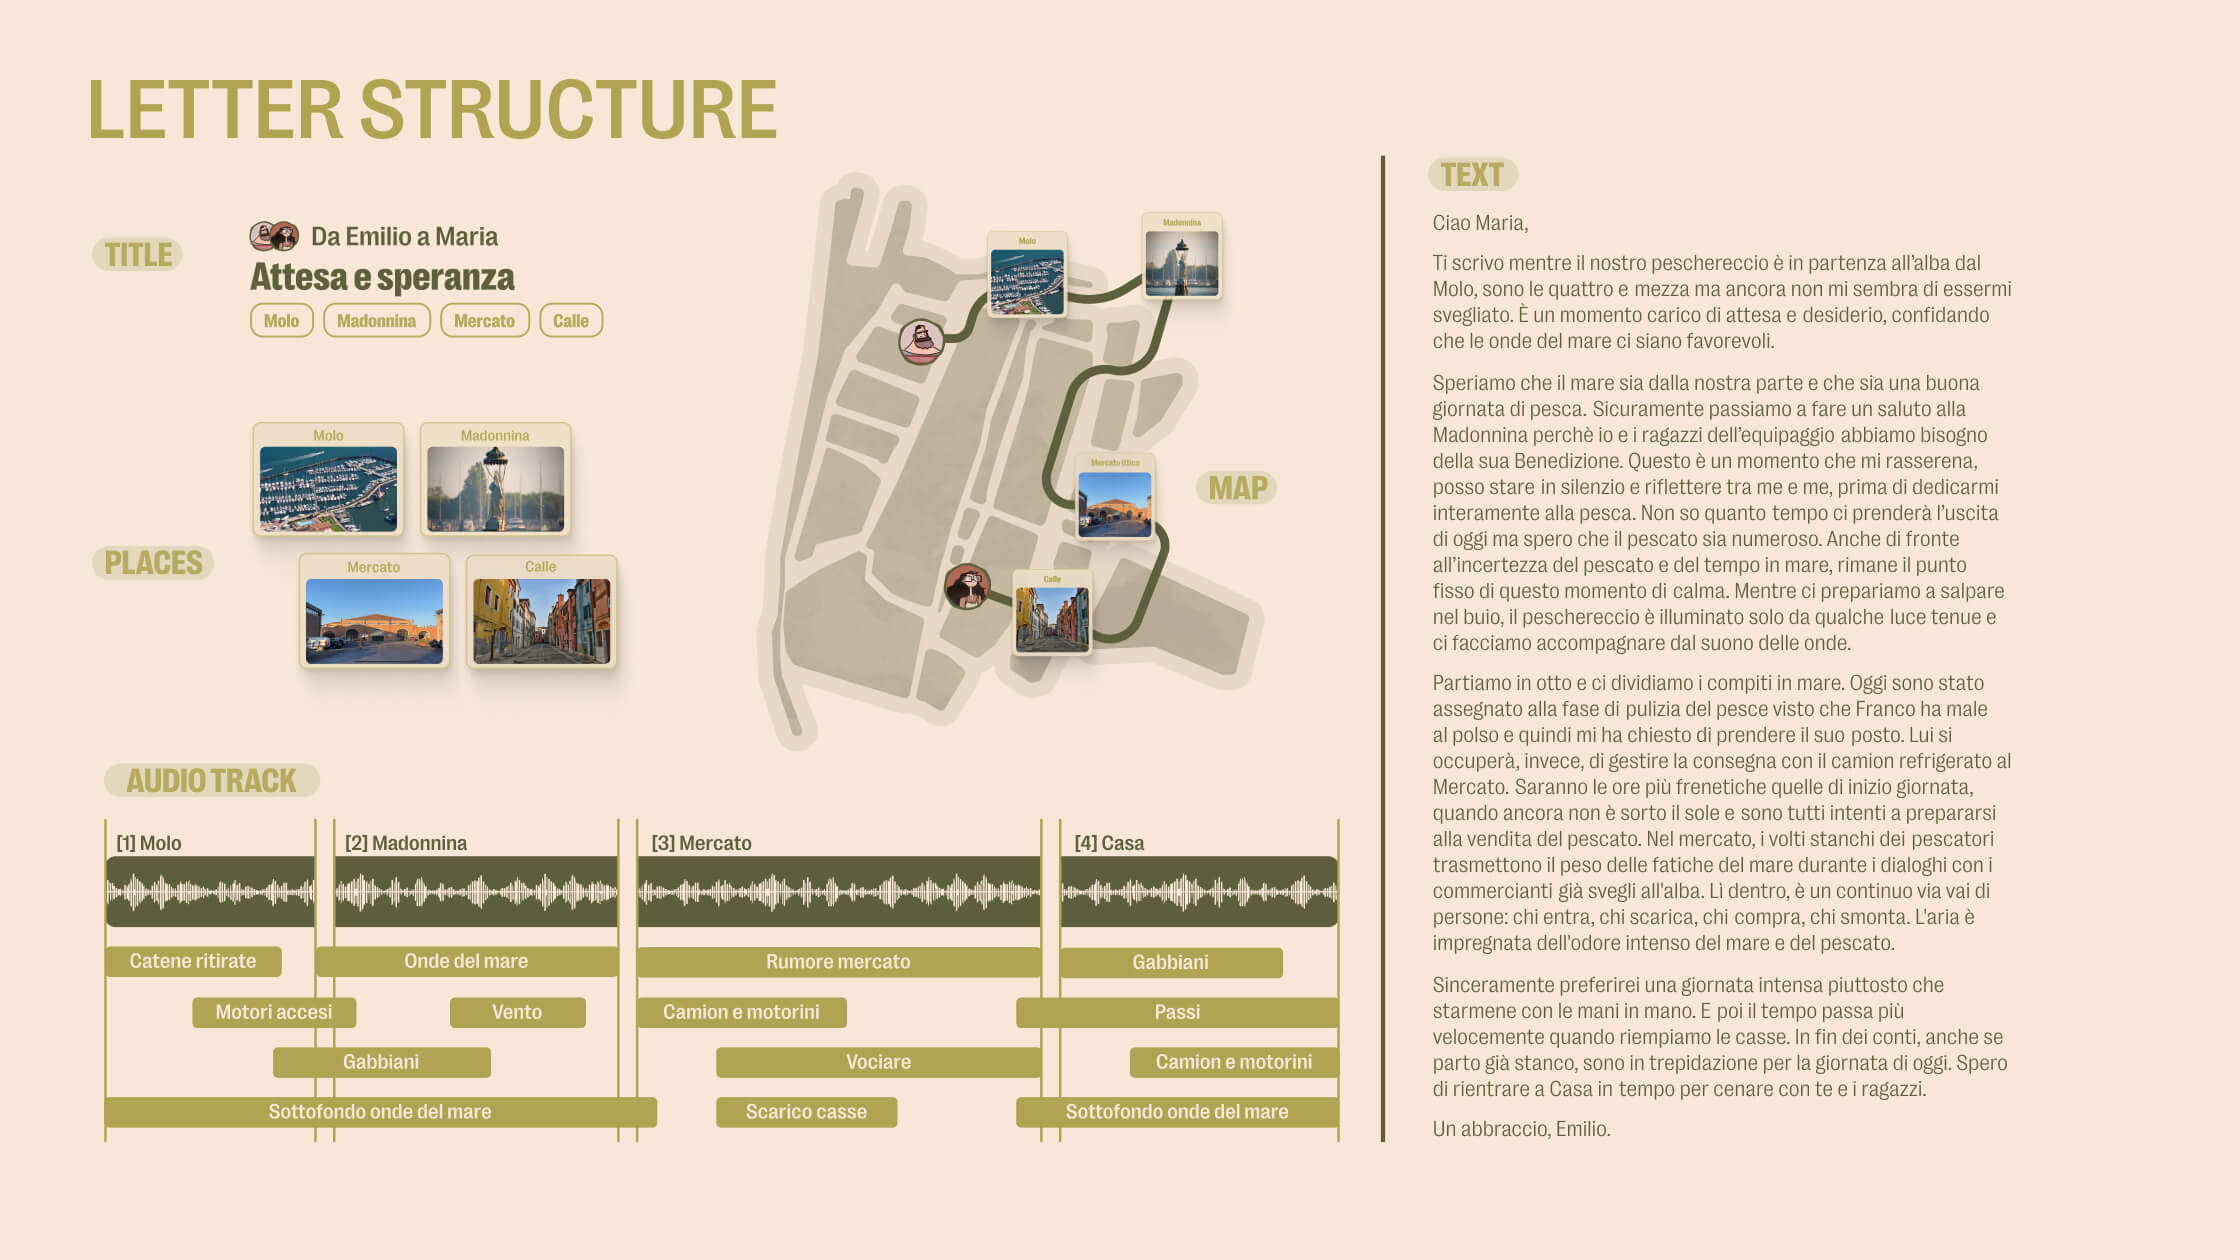 LETTER STRUCTURE
TITLE
Da Emilio a Maria
Attesa e speranza
Molo
Madonnina
Mercato
Calle
PLACES
Molo
Madonnina
Mercato
Calle
MAP
Molo
Madonnina
Mercato ittico
Calle
AUDIO TRACK
[1] Molo
[2] Madonnina
[3] Mercato
[4] Casa
Catene ritirate
Onde del mare
Rumore mercato
Gabbiani
Motori accesi
Vento
Camion e motorini
Passi
Gabbiani
Vociare
Camion e motorini
Sottofondo onde del mare
Scarico casse
Sottofondo onde del mare
TEXT
Ciao Maria,
Ti scrivo mentre il nostro peschereccio è in partenza all’alba dal
Molo, sono le quattro e mezza ma ancora non mi sembra di essermi
svegliato. È un momento carico di attesa e desiderio, confidando
che le onde del mare ci siano favorevoli.
Speriamo che il mare sia dalla nostra parte e che sia una buona
giornata di pesca. Sicuramente passiamo a fare un saluto alla
Madonnina perchè io e i ragazzi dell’equipaggio abbiamo bisogno
della sua Benedizione. Questo è un momento che mi rasserena,
posso stare in silenzio e riflettere tra me e me, prima di dedicarmi
interamente alla pesca. Non so quanto tempo ci prenderà l’uscita
di oggi ma spero che il pescato sia numeroso. Anche di fronte
all’incertezza del pescato e del tempo in mare, rimane il punto
fisso di questo momento di calma. Mentre ci prepariamo a salpare
nel buio, il peschereccio è illuminato solo da qualche luce tenue e
ci facciamo accompagnare dal suono delle onde.
Partiamo in otto e ci dividiamo i compiti in mare. Oggi sono stato
assegnato alla fase di pulizia del pesce visto che Franco ha male
al polso e quindi mi ha chiesto di prendere il suo posto. Lui si
occuperà, invece, di gestire la consegna con il camion refrigerato al
Mercato. Saranno le ore più frenetiche quelle di inizio giornata,
quando ancora non è sorto il sole e sono tutti intenti a prepararsi
alla vendita del pescato. Nel mercato, i volti stanchi dei pescatori
trasmettono il peso delle fatiche del mare durante i dialoghi con i
commercianti già svegli all'alba. Lì dentro, è un continuo via vai di
persone: chi entra, chi scarica, chi compra, chi smonta. L'aria è
impregnata dell'odore intenso del mare e del pescato.
Sinceramente preferirei una giornata intensa piuttosto che
starmene con le mani in mano. E poi il tempo passa più
velocemente quando riempiamo le casse. In fin dei conti, anche se
parto già stanco, sono in trepidazione per la giornata di oggi. Spero
di rientrare a Casa in tempo per cenare con te e i ragazzi.
Un abbraccio, Emilio.